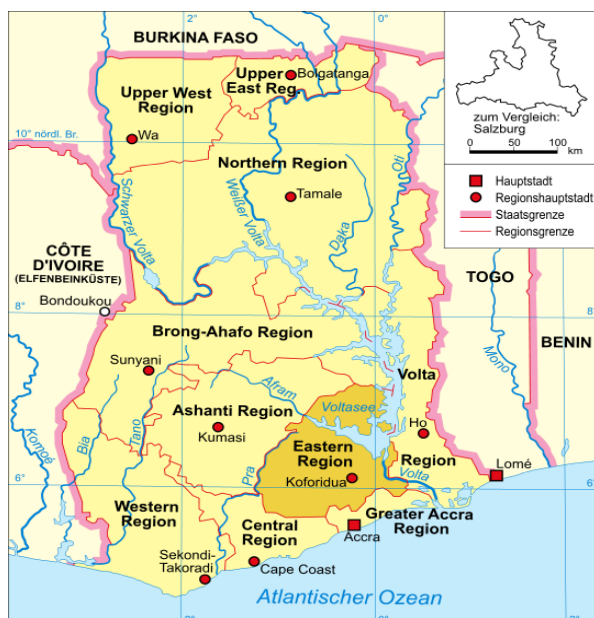 2°
0°
BURKINA FASO
Upper
East Reg.
Bolgatanga
Upper West
Region
Wa
10° nördl. Br.
zum Vergleich:
Salzburg
0
50
100
km
Hauptstadt
Regionshauptstadt
Staatsgrenze
Regionsgrenze
Northern Region
Tamale
Oti
Schwarzer Volta
Weißer Volta
Daka
CÔTE
D'IVOIRE
(ELFENBEINKÜSTE)
Bondoukou
TOGO
8°
8°
BENIN
Mono
Brong-Ahafo Region
Sunyani
Volta
Afram
Voltasee
Ashanti Region
Kumasi
Ho
Komoé
Bia
Tano
Eastern
Region
Koforidua
Region
Lomé
Pra
Volta
6°
6°
Western
Region
Central
Region
Greater Accra
Region
Accra
Sekondi-
Takoradi
Cape Coast
Atlantischer Ozean
2°
0°